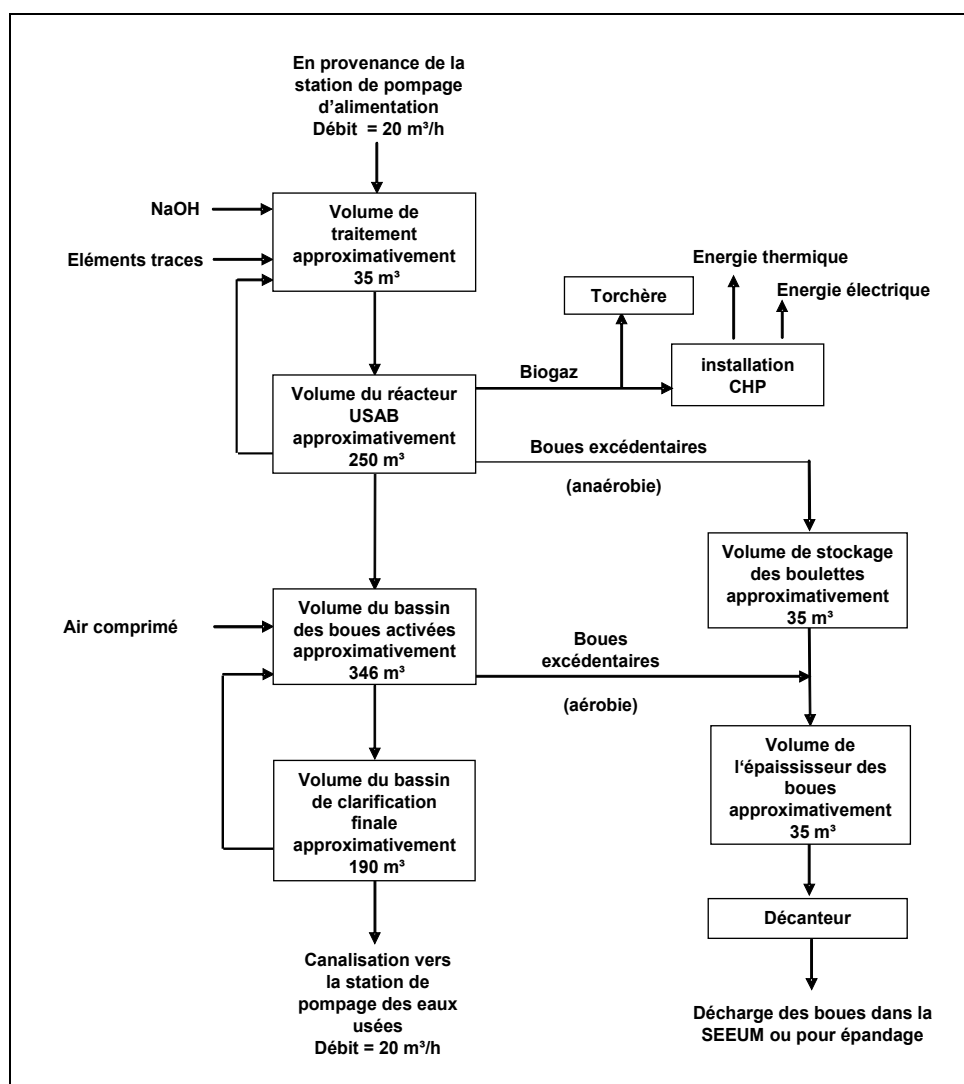 En provenance de la
station de pompage
d'alimentation
Débit = 20 m³/h
NaOH
Eléments traces
Volume de
traitement
approximativement
35 m³
Energie thermique
Energie électrique
Torchère
Biogaz
installation
CHP
Volume du réacteur
USAB
approximativement
250 m³
Boues excédentaires
(anaérobie)
Volume de stockage
des boulettes
approximativement
35 m³
Air comprimé
Volume du bassin
des boues activées
approximativement
346 m³
Boues
excédentaires
(aérobie)
Volume de
l‘épaississeur des
boues
approximativement
35 m³
Volume du bassin
de clarification
finale
approximativement
190 m³
Décanteur
Canalisation vers
la station de
pompage des eaux
usées
Débit = 20 m³/h
Décharge des boues dans la
SEEUM ou pour épandage